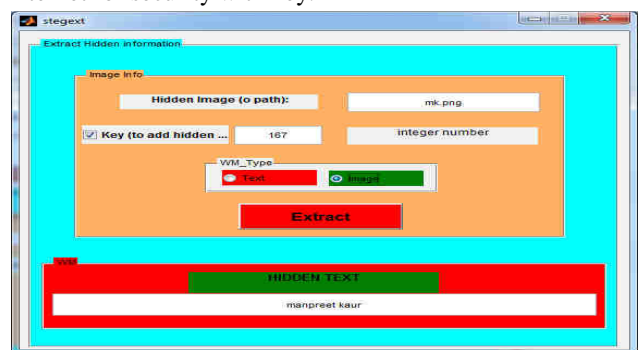 stegext
Extract Hidden information
Image Info
Hidden Image (o path):
mk.png
Key (to add hidden ...
167
integer number
WM_Type
Text
Image
Extract
WM
HIDDEN TEXT
manpreet kaur